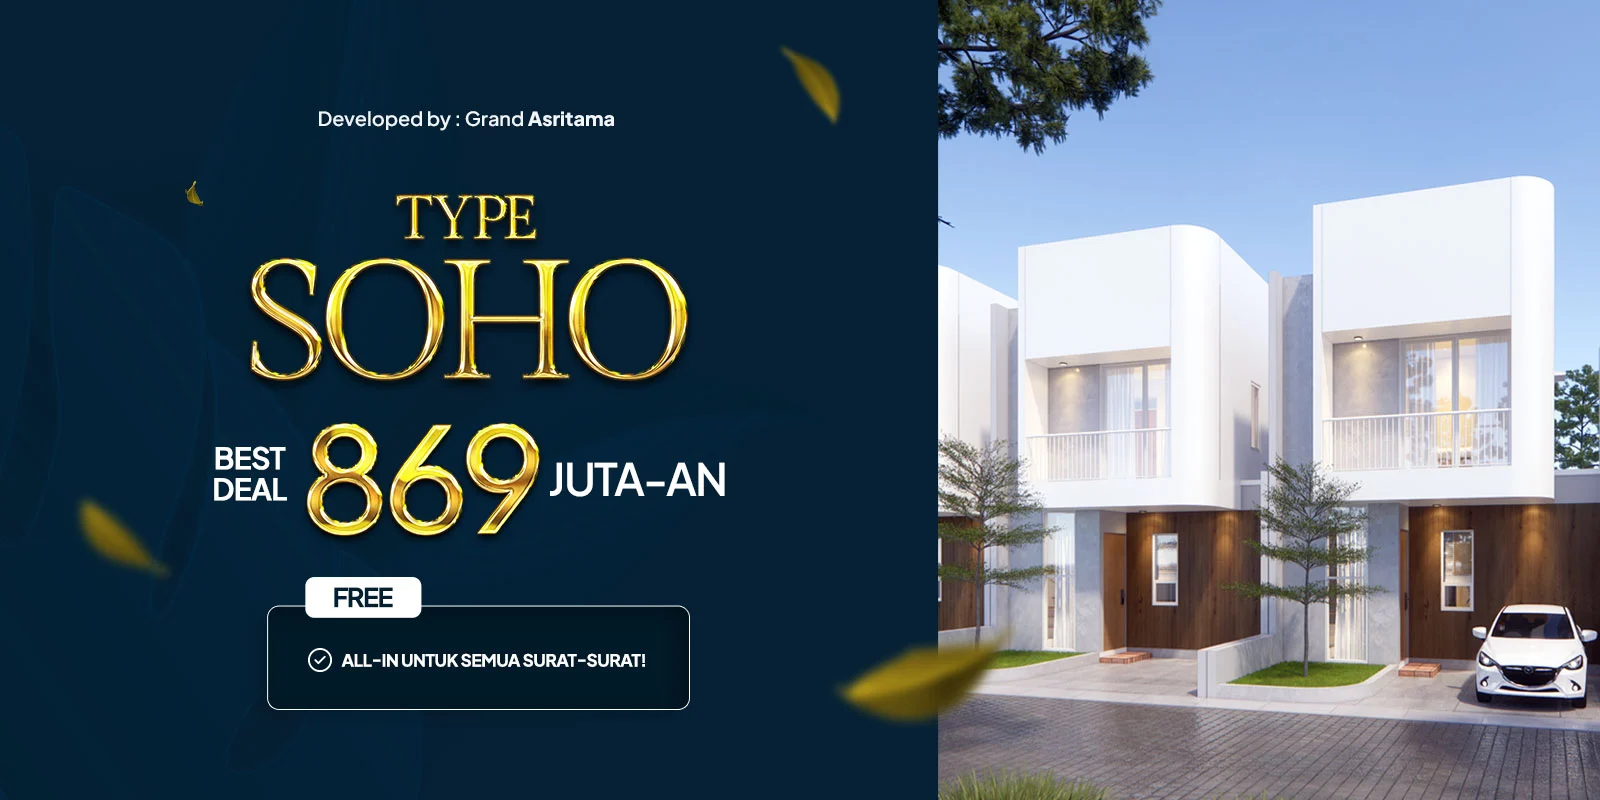 Developed by : Grand Asritama
TYPE
SOHO
BEST
DEAL
869
JUTA-AN
FREE
ALL-IN UNTUK SEMUA SURAT-SURAT!